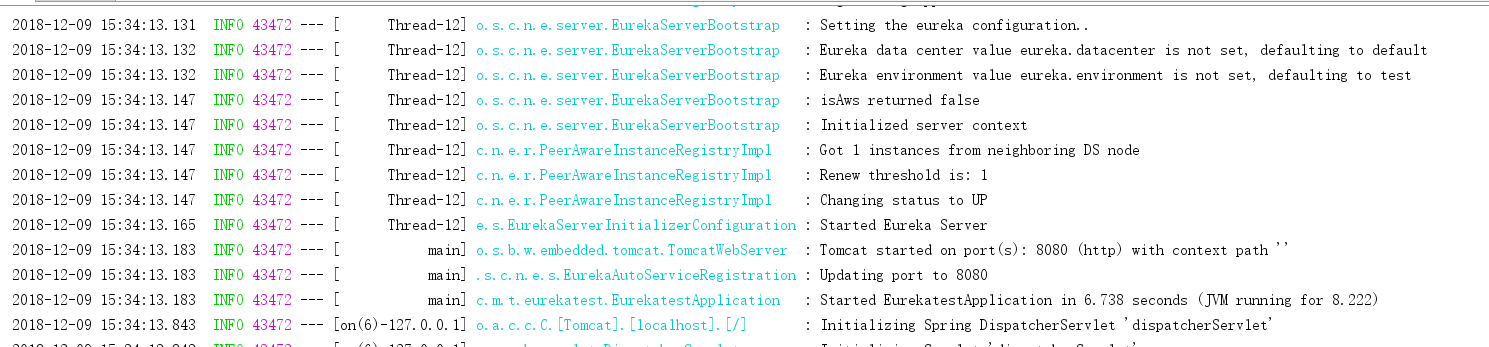 2018-12-09 15:34:13.131  INFO 43472 --- [      Thread-12] o.s.c.n.e.server.EurekaServerBootstrap   : Setting the eureka configuration..
2018-12-09 15:34:13.132  INFO 43472 --- [      Thread-12] o.s.c.n.e.server.EurekaServerBootstrap   : Eureka data center value eureka.datacenter is not set, defaulting to default
2018-12-09 15:34:13.132  INFO 43472 --- [      Thread-12] o.s.c.n.e.server.EurekaServerBootstrap   : Eureka environment value eureka.environment is not set, defaulting to test
2018-12-09 15:34:13.147  INFO 43472 --- [      Thread-12] o.s.c.n.e.server.EurekaServerBootstrap   : isAws returned false
2018-12-09 15:34:13.147  INFO 43472 --- [      Thread-12] o.s.c.n.e.server.EurekaServerBootstrap   : Initialized server context
2018-12-09 15:34:13.147  INFO 43472 --- [      Thread-12] c.n.e.r.PeerAwareInstanceRegistryImpl    : Got 1 instances from neighboring DS node
2018-12-09 15:34:13.147  INFO 43472 --- [      Thread-12] c.n.e.r.PeerAwareInstanceRegistryImpl    : Renew threshold is: 1
2018-12-09 15:34:13.147  INFO 43472 --- [      Thread-12] c.n.e.r.PeerAwareInstanceRegistryImpl    : Changing status to UP
2018-12-09 15:34:13.165  INFO 43472 --- [      Thread-12] e.s.EurekaServerInitializerConfiguration : Started Eureka Server
2018-12-09 15:34:13.183  INFO 43472 --- [           main] o.s.b.w.embedded.tomcat.TomcatWebServer  : Tomcat started on port(s): 8080 (http) with context path ''
2018-12-09 15:34:13.183  INFO 43472 --- [           main] .s.c.n.e.s.EurekaAutoServiceRegistration : Updating port to 8080
2018-12-09 15:34:13.183  INFO 43472 --- [           main] c.m.t.eurekatest.EurekatestApplication   : Started EurekatestApplication in 6.738 seconds (JVM running for 8.222)
2018-12-09 15:34:13.843  INFO 43472 --- [on(6)-127.0.0.1] o.a.c.c.C.[Tomcat].[localhost].[/]       : Initializing Spring DispatcherServlet 'dispatcherServlet'